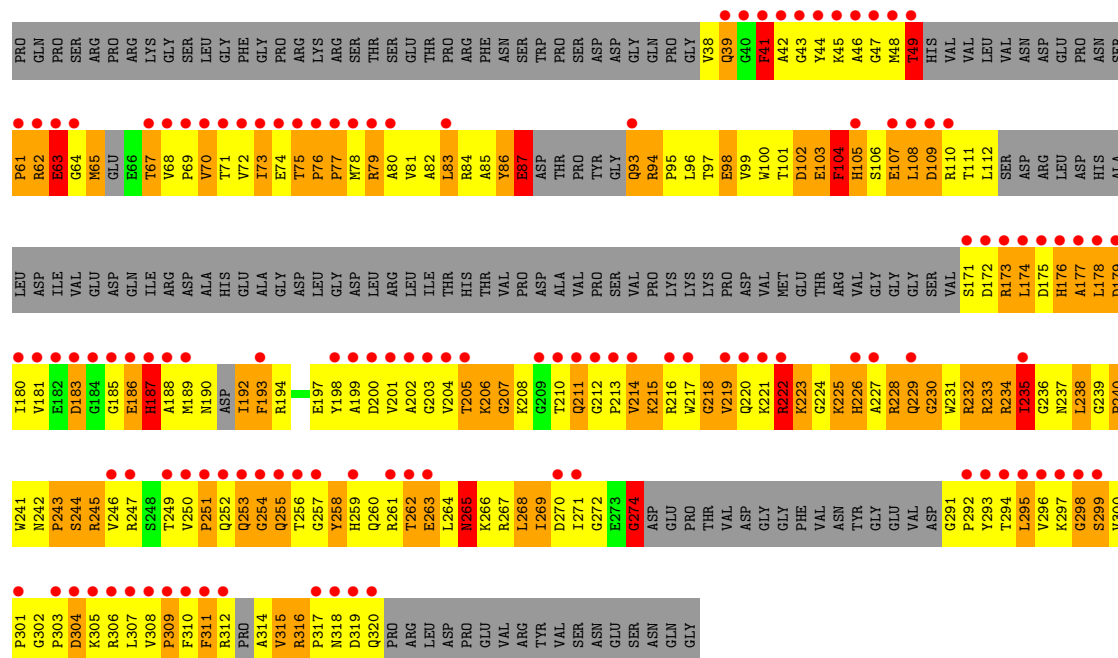 PRO GLN PRO SER ARG PRO ARG LYS GLY SER LEU GLY PHE GLY PRO ARG LYS ARG THR SER GLU THR PRO ARG PHE ASN SER TRP PRO SER ASP ASP GLY GLN PRO GLY V38 Q39 G40 F41 A42 G43 Y44 K45 A46 G47 M48 T49 HIS VAL VAL LEU VAL ASN ASP GLU PRO ASN SER
P61 R62 E63 G64 M65 GLU E66 T67 V68 P69 V70 T71 V72 I73 E74 T75 P76 P77 M78 R79 A80 V81 A82 L83 R84 A85 Y86 E87 ASP THR PRO TYR GLY Q93 R94 P95 L96 T97 E98 V99 W100 T101 D102 E103 F104 H105 S106 E107 L108 D109 R110 T111 L112 SER ASP ARG LEU ASP HIS ALA
LEU ASP ILE VAL GLU ASP GLN ILE ARG ASP ALA HIS GLU ALA GLY ASP LEU GLY ASP LEU ARG LEU ILE THR HIS THR VAL PRO ASP ALA VAL PRO SER VAL PRO LYS LYS LYS PRO ASP VAL MET GLU THR ARG VAL GLY GLY GLY SER VAL S171 D172 R173 L174 D175 H176 A177 L178 D179
I180 V181 E182 D183 G184 G185 E186 H187 A188 M189 N190 ASP I192 F193 R194 E197 Y198 A199 D200 V201 A202 G203 V204 T205 K206 G207 K208 G209 T210 Q211 G212 P213 V214 K215 R216 W217 G218 V219 Q220 K221 R222 K223 G224 K225 H226 A227 R228 Q229 G230 W231 R232 R233 R234 I235 G236 N237 L238 G239 P240
W241 N242 P243 S244 R245 V246 R247 S248 T249 V250 P251 Q252 Q253 G254 Q255 T256 G257 Y258 H259 Q260 R261 T262 E263 L264 N265 K266 R267 L268 I269 D270 I271 G272 E273 G274 ASP GLU PRO THR VAL ASP GLY GLY PHE VAL ASN TYR GLY GLU VAL ASP G291 P292 Y293 T294 L295 V296 K297 G298 S299 V300
P301 G302 P303 D304 K305 R306 L307 V308 P309 F310 F311 R312 PRO A314 V315 R316 P317 N318 D319 Q320 PRO ARG LEU ASP PRO GLU VAL ARG TYR VAL SER ASN GLU SER ASN GLN GLY